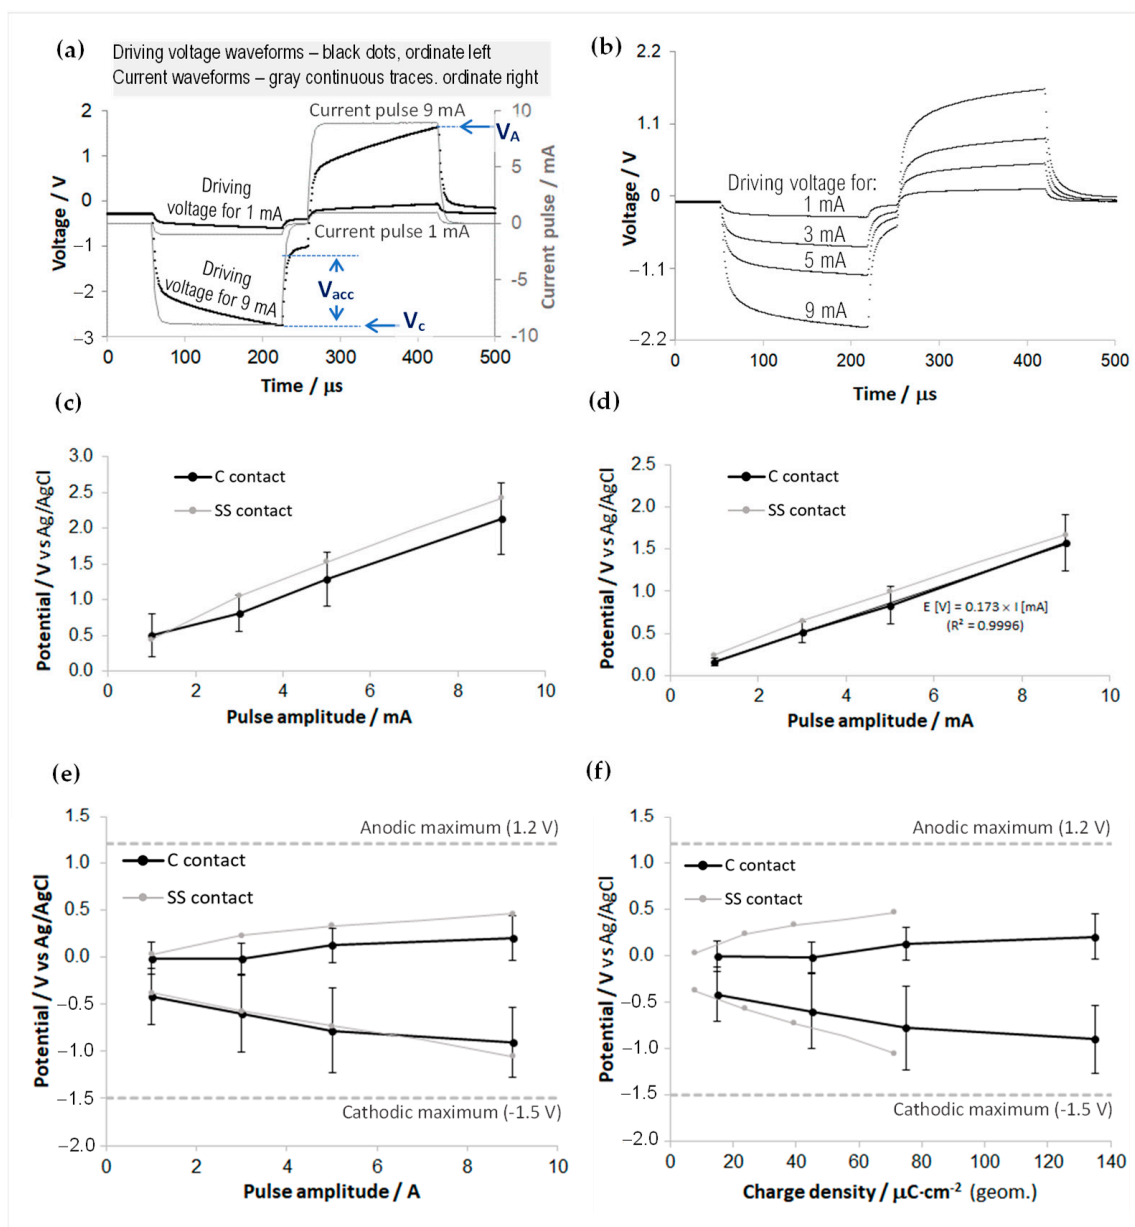 (a)
Driving voltage waveforms – black dots, ordinate left
Current waveforms – gray continuous traces. ordinate right
Current pulse 9 mA
Voltage / V
2
1
0
−1
−2
−3
Driving
voltage for 1 mA
Current pulse 1 mA
Driving
voltage for 9 mA
V_A
V_acc
V_c
10
5
0
-5
-10
Current pulse / mA
0
100
200
300
400
500
Time / µs
(b)
Voltage / V
2.2
1.1
0
−1.1
−2.2
Driving voltage for:
1 mA
3 mA
5 mA
9 mA
0
100
200
300
400
500
Time / µs
(c)
Potential / V vs Ag/AgCl
3.0
2.5
2.0
1.5
1.0
0.5
0.0
C contact
SS contact
0
2
4
6
8
10
Pulse amplitude / mA
(d)
Potential / V vs Ag/AgCl
2.5
2.0
1.5
1.0
0.5
0.0
C contact
SS contact
E [V] = 0.173 × I [mA]
(R² = 0.9996)
0
2
4
6
8
10
Pulse amplitude / mA
(e)
Potential / V vs Ag/AgCl
1.5
1.0
0.5
0.0
−0.5
−1.0
−1.5
−2.0
Anodic maximum (1.2 V)
C contact
SS contact
Cathodic maximum (-1.5 V)
0
2
4
6
8
10
Pulse amplitude / A
(f)
Potential / V vs Ag/AgCl
1.5
1.0
0.5
0.0
−0.5
−1.0
−1.5
−2.0
Anodic maximum (1.2 V)
C contact
SS contact
Cathodic maximum (-1.5 V)
0
20
40
60
80
100
120
140
Charge density / µC·cm⁻² (geom.)